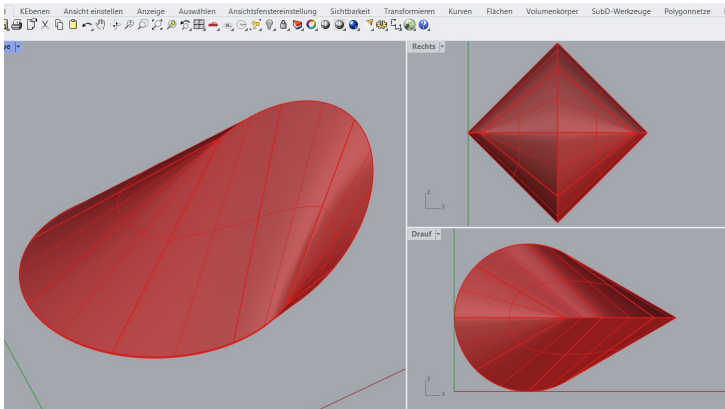 KEbenen Ansicht einstellen Anzeige Auswählen Ansichtsfenstereinstellung Sichtbarkeit Transformieren Kurven Flächen Volumenkörper SubD-Werkzeuge Polygonnetze
ve
Rechts
z
y
Drauf
y
x